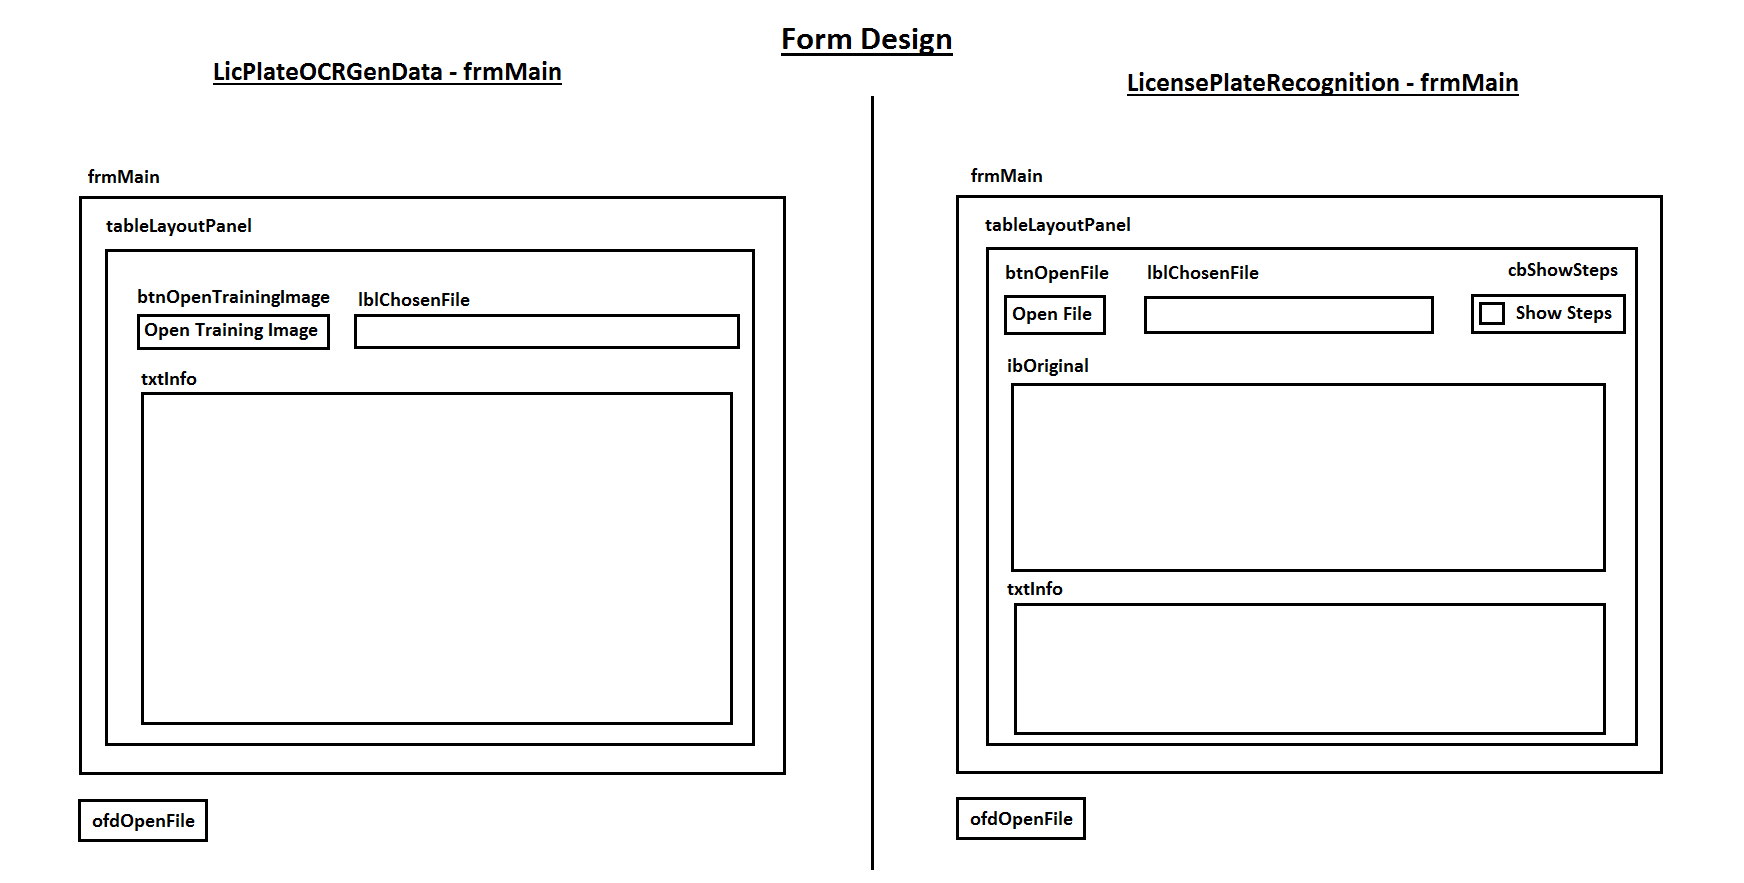 Form Design
LicPlateOCRGenData - frmMain
frmMain
tableLayoutPanel
btnOpenTrainingImage
lblChosenFile
Open Training Image
txtInfo
ofdOpenFile
LicensePlateRecognition - frmMain
frmMain
tableLayoutPanel
btnOpenFile
lblChosenFile
cbShowSteps
Open File
Show Steps
ibOriginal
txtInfo
ofdOpenFile